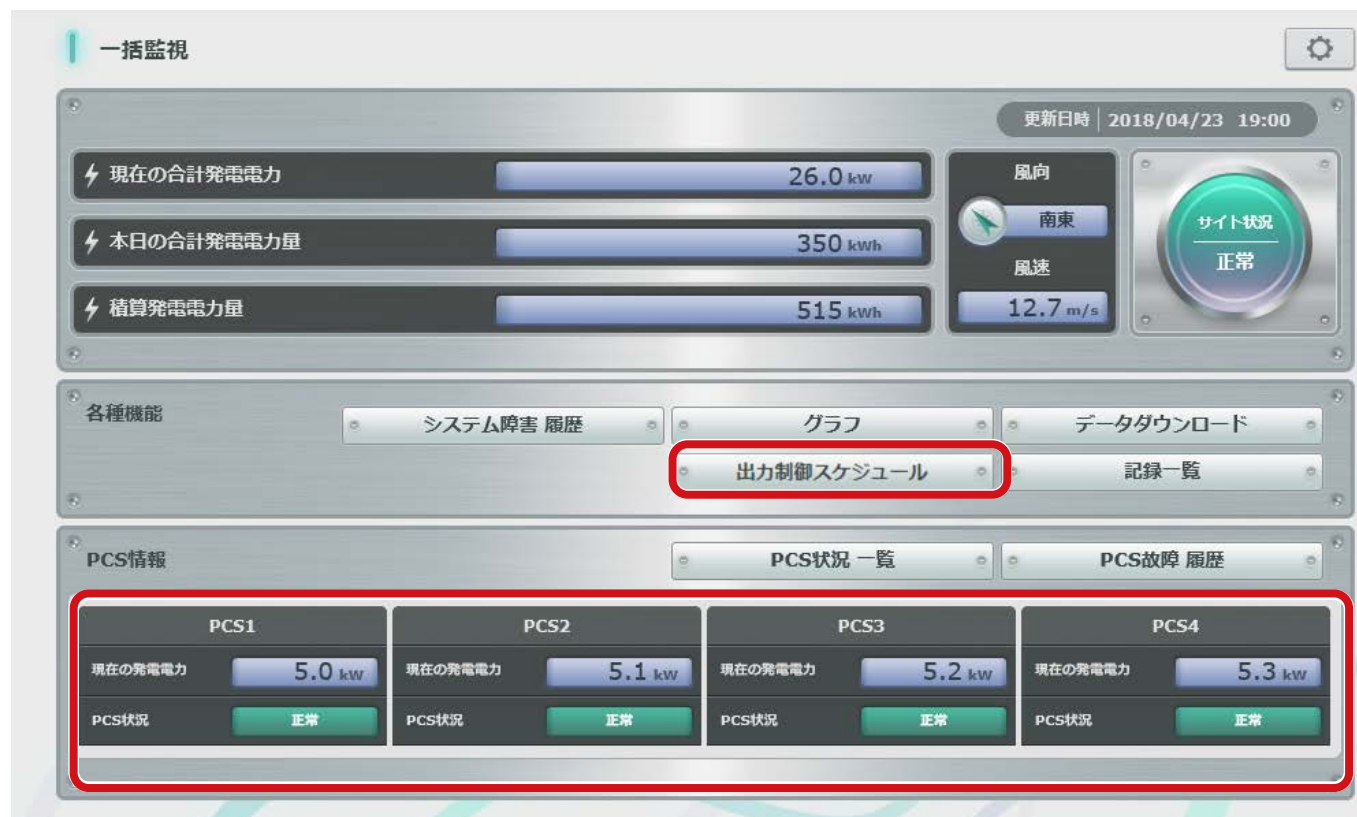 一括監視
更新日時 2018/04/23 19:00
現在の合計発電電力 26.0 kW
本日の合計発電電力量 350 kWh
積算発電電力量 515 kWh
風向
南東
風速
12.7 m/s
サイト状況
正常
各種機能
システム障害 履歴 グラフ データダウンロード
出力制御スケジュール 記録一覧
PCS情報 PCS状況 一覧 PCS故障 履歴
PCS1 PCS2 PCS3 PCS4
現在の発電電力 5.0 kW 現在の発電電力 5.1 kW 現在の発電電力 5.2 kW 現在の発電電力 5.3 kW
PCS状況 正常 PCS状況 正常 PCS状況 正常 PCS状況 正常